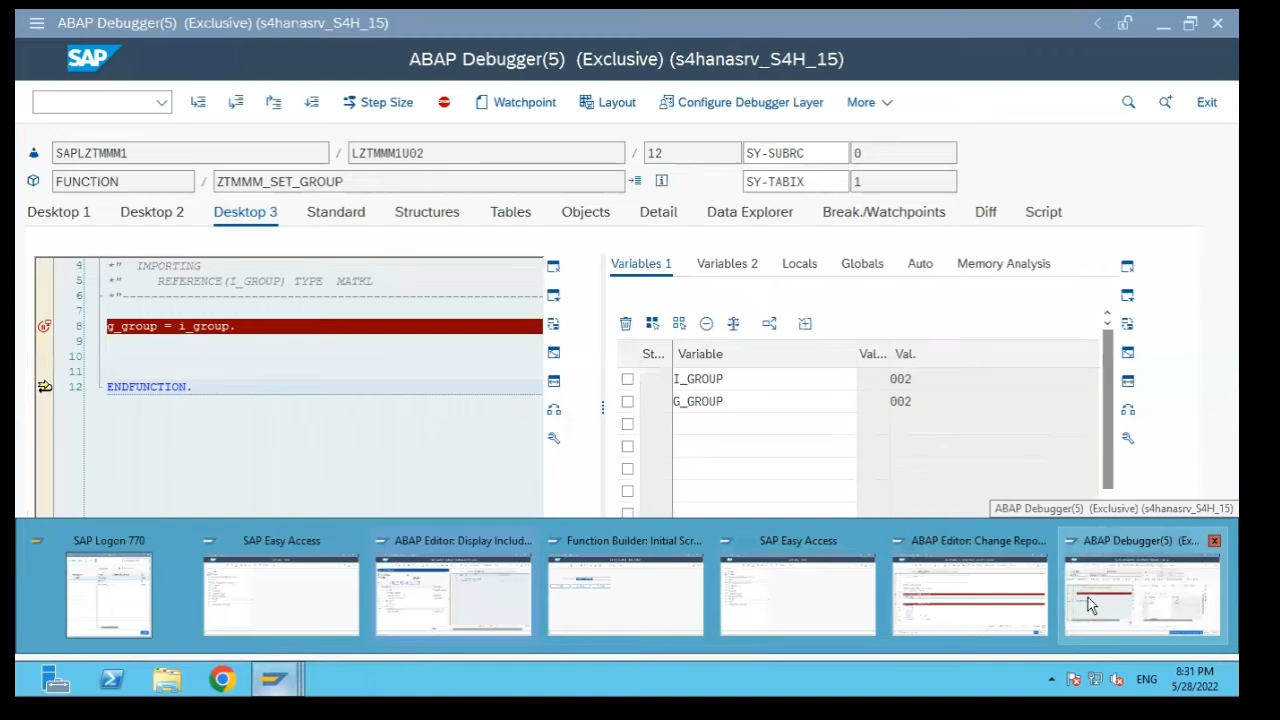 ABAP Debugger(5) (Exclusive) (s4hanasrv_S4H_15)
SAP
ABAP Debugger(5) (Exclusive) (s4hanasrv_S4H_15)
Step Size Watchpoint Layout Configure Debugger Layer More Exit
SAPLZTMMM1 / LZTMMM1U02 / 12 SY-SUBRC 0
FUNCTION / ZTMMM_SET_GROUP SY-TABIX 1
Desktop 1 Desktop 2 Desktop 3 Standard Structures Tables Objects Detail Data Explorer Break./Watchpoints Diff Script
Variables 1 Variables 2 Locals Globals Auto Memory Analysis
4 *" IMPORTING
5 *" REFERENCE(I_GROUP) TYPE MATKL
6 *"----------------------------------------------------------
7
8 g_group = i_group.
9
10
11
12 ENDFUNCTION.
St... Variable Val... Val.
I_GROUP 002
G_GROUP 002
ABAP Debugger(5) (Exclusive) (s4hanasrv_S4H_15)
SAP Logon 770
SAP Easy Access
ABAP Editor: Display Includ...
Function Builder: Initial Scr...
SAP Easy Access
ABAP Editor: Change Repo...
ABAP Debugger(5) (Ex...
ENG
8:31 PM
5/28/2022